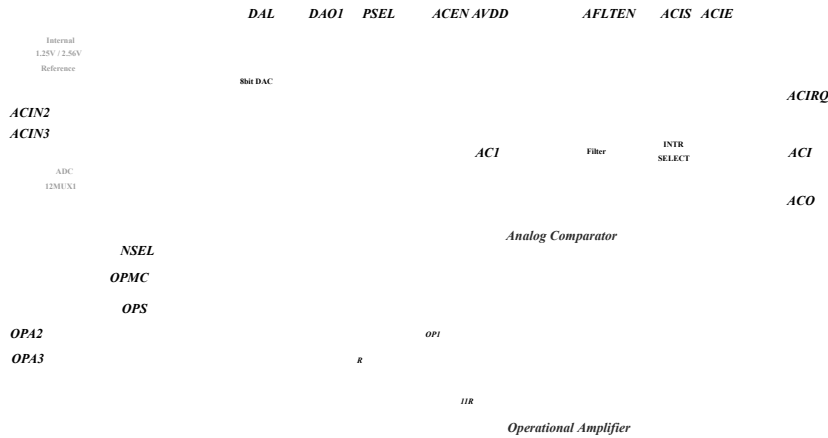 DAL DAO1 PSEL ACEN AVDD AFLTEN ACIS ACIE
Internal
1.25V / 2.56V
Reference
8bit DAC
ACIRQ
ACIN2
ACIN3
AC1 Filter INTR
SELECT
ACI
ADC
12MUX1
ACO
Analog Comparator
NSEL
OPMC
OPS
OPA2 OP1
OPA3 R
11R
Operational Amplifier